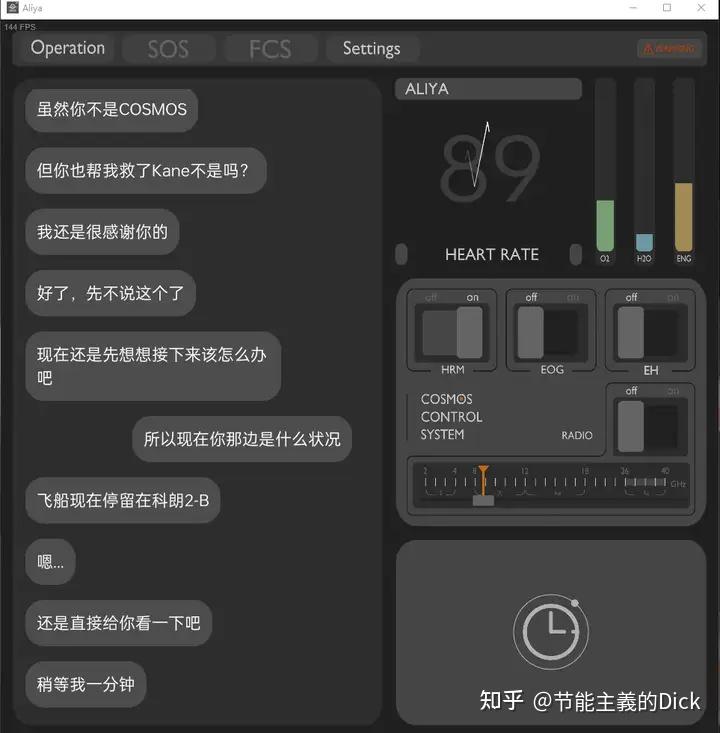 Aliya
144 FPS
Operation
SOS
FCS
Settings
WARNING
虽然你不是COSMOS
但你也帮我救了Kane不是吗？
我还是很感谢你的
好了，先不说这个了
现在还是先想想接下来该怎么办
吧
所以现在你那边是什么状况
飞船现在停留在科朗2-B
嗯...
还是直接给你看一下吧
稍等我一分钟
ALIYA
89
HEART RATE
O2
H2O
ENG
off on
off on
off on
HRM
EOG
EH
COSMOS
CONTROL
SYSTEM
RADIO
off on
2 4 8 12 18 26 40
GHz
知乎 @节能主義的Dick